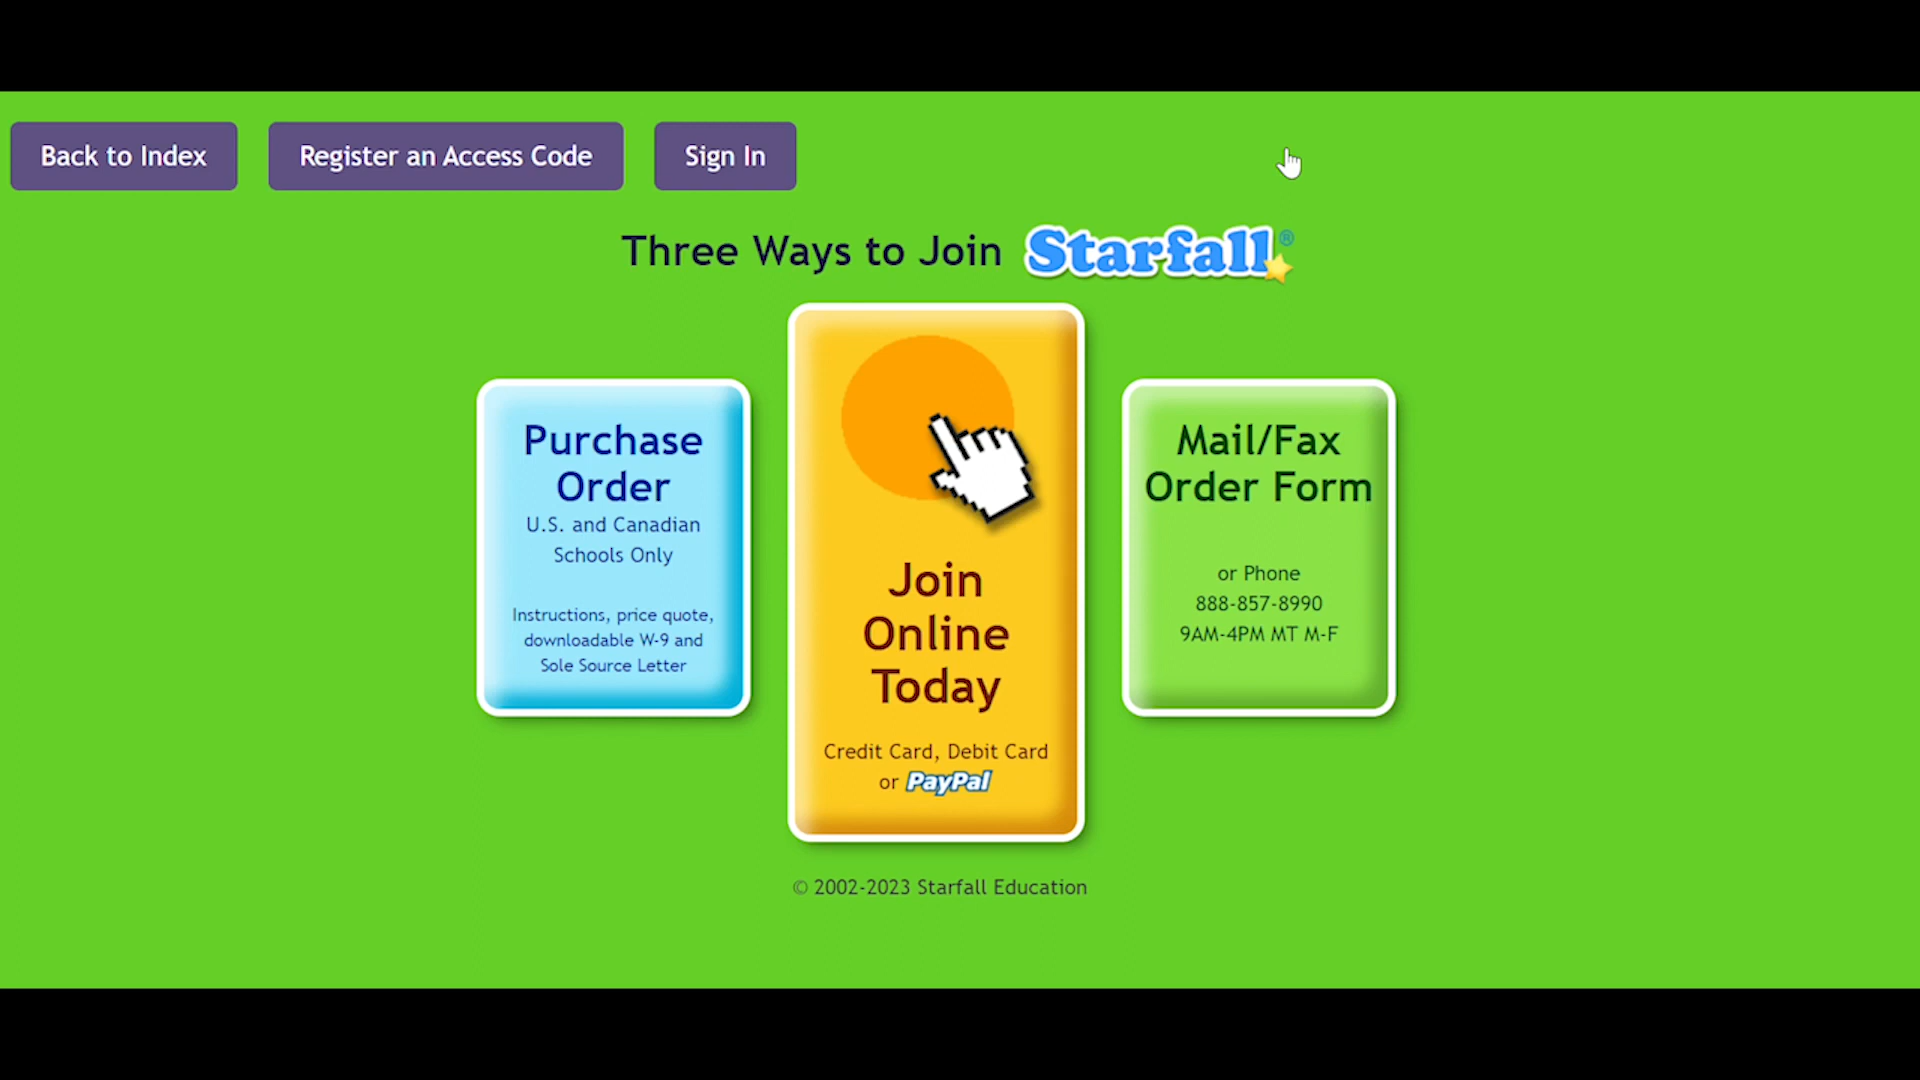 Back to Index
Register an Access Code
Sign In
Three Ways to Join Starfall®
Purchase
Order
U.S. and Canadian
Schools Only
Instructions, price quote,
downloadable W-9 and
Sole Source Letter
Join
Online
Today
Credit Card, Debit Card
or PayPal
Mail/Fax
Order Form
or Phone
888-857-8990
9AM-4PM MT M-F
© 2002-2023 Starfall Education